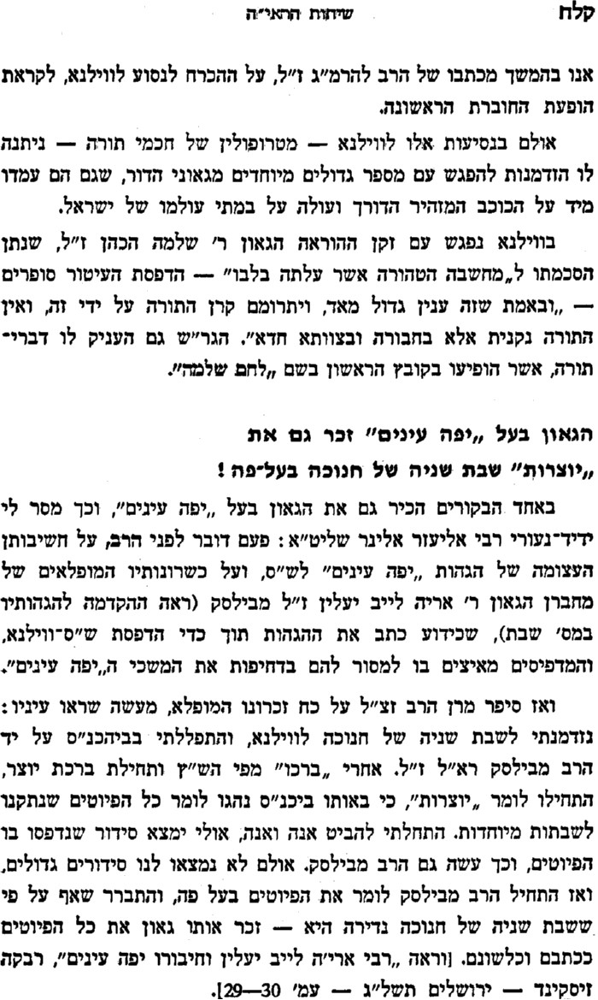 קלח שיחות הראי״ה
אנו בהמשך מכתבו של הרב להרמ״ג ז״ל, על ההכרח לנסוע לווילנא, לקראת
הופעת החוברת הראשונה.
אולם בנסיעות אלו לווילנא — מטרופולין של חכמי תורה — ניתנה
לו הזדמנות להפגש עם מספר גדולים מיוחדים מגאוני הדור, שגם הם עמדו
מיד על הכוכב המזהיר הדורך ועולה על במתי עולמו של ישראל.
בווילנא נפגש עם זקן ההוראה הגאון ר׳ שלמה הכהן ז״ל, שנתן
הסכמתו ל„מחשבה הטהורה אשר עלתה בלבו״ — הדפסת העיטור סופרים
— „ובאמת שזה ענין גדול מאד, ויתרומם קרן התורה על ידי זה, ואין
התורה נקנית אלא בחבורה ובצוותא חדא״. הגר״ש גם העניק לו דברי־
תורה, אשר הופיעו בקובץ הראשון בשם „לחם שלמה״.
הגאון בעל „יפה עינים״ זכר גם את
„יוצרות״ שבת שניה של חנוכה בעל־פה !
באחד הבקורים הכיר גם את הגאון בעל „יפה עינים״, וכך מסר לי
ידיד־נעורי רבי אליעזר אלינר שליט״א : פעם דובר לפני הרב, על חשיבותן
העצומה של הגהות „יפה עינים״ לש״ס, ועל כשרונותיו המופלאים של
מחברן הגאון ר׳ אריה לייב יעלין ז״ל מבילסק (ראה ההקדמה להגהותיו
במס׳ שבת), שכידוע כתב את ההגהות תוך כדי הדפסת ש״ס־ווילנא,
והמדפיסים מאיצים בו למסור להם בדחיפות את המשכי ה„יפה עינים״.
ואז סיפר מרן הרב זצ״ל על כח זכרונו המופלא, מעשה שראו עיניו :
נזדמנתי לשבת שניה של חנוכה לווילנא, והתפללתי בביהכנ״ס על יד
הרב מבילסק רא״ל ז״ל. אחרי „ברכו״ מפי הש״ץ ותחילת ברכת יוצר,
התחילו לומר „יוצרות״, כי באותו ביכנ״ס נהגו לומר כל הפיוטים שנתקנו
לשבתות מיוחדות. התחלתי להביט אנה ואנה, אולי ימצא סידור שנדפסו בו
הפיוטים, וכך עשה גם הרב מבילסק. אולם לא נמצאו לנו סידורים גדולים,
ואז התחיל הרב מבילסק לומר את הפיוטים בעל פה, והתברר שאף על פי
ששבת שניה של חנוכה נדירה היא — זכר אותו גאון את כל הפיוטים
ככתבם וכלשונם. [וראה „רבי ארי׳ה לייב יעלין וחיבורו יפה עינים״, רבקה
זיסקינד — ירושלים תשל״ג — עמ׳ 29—30].